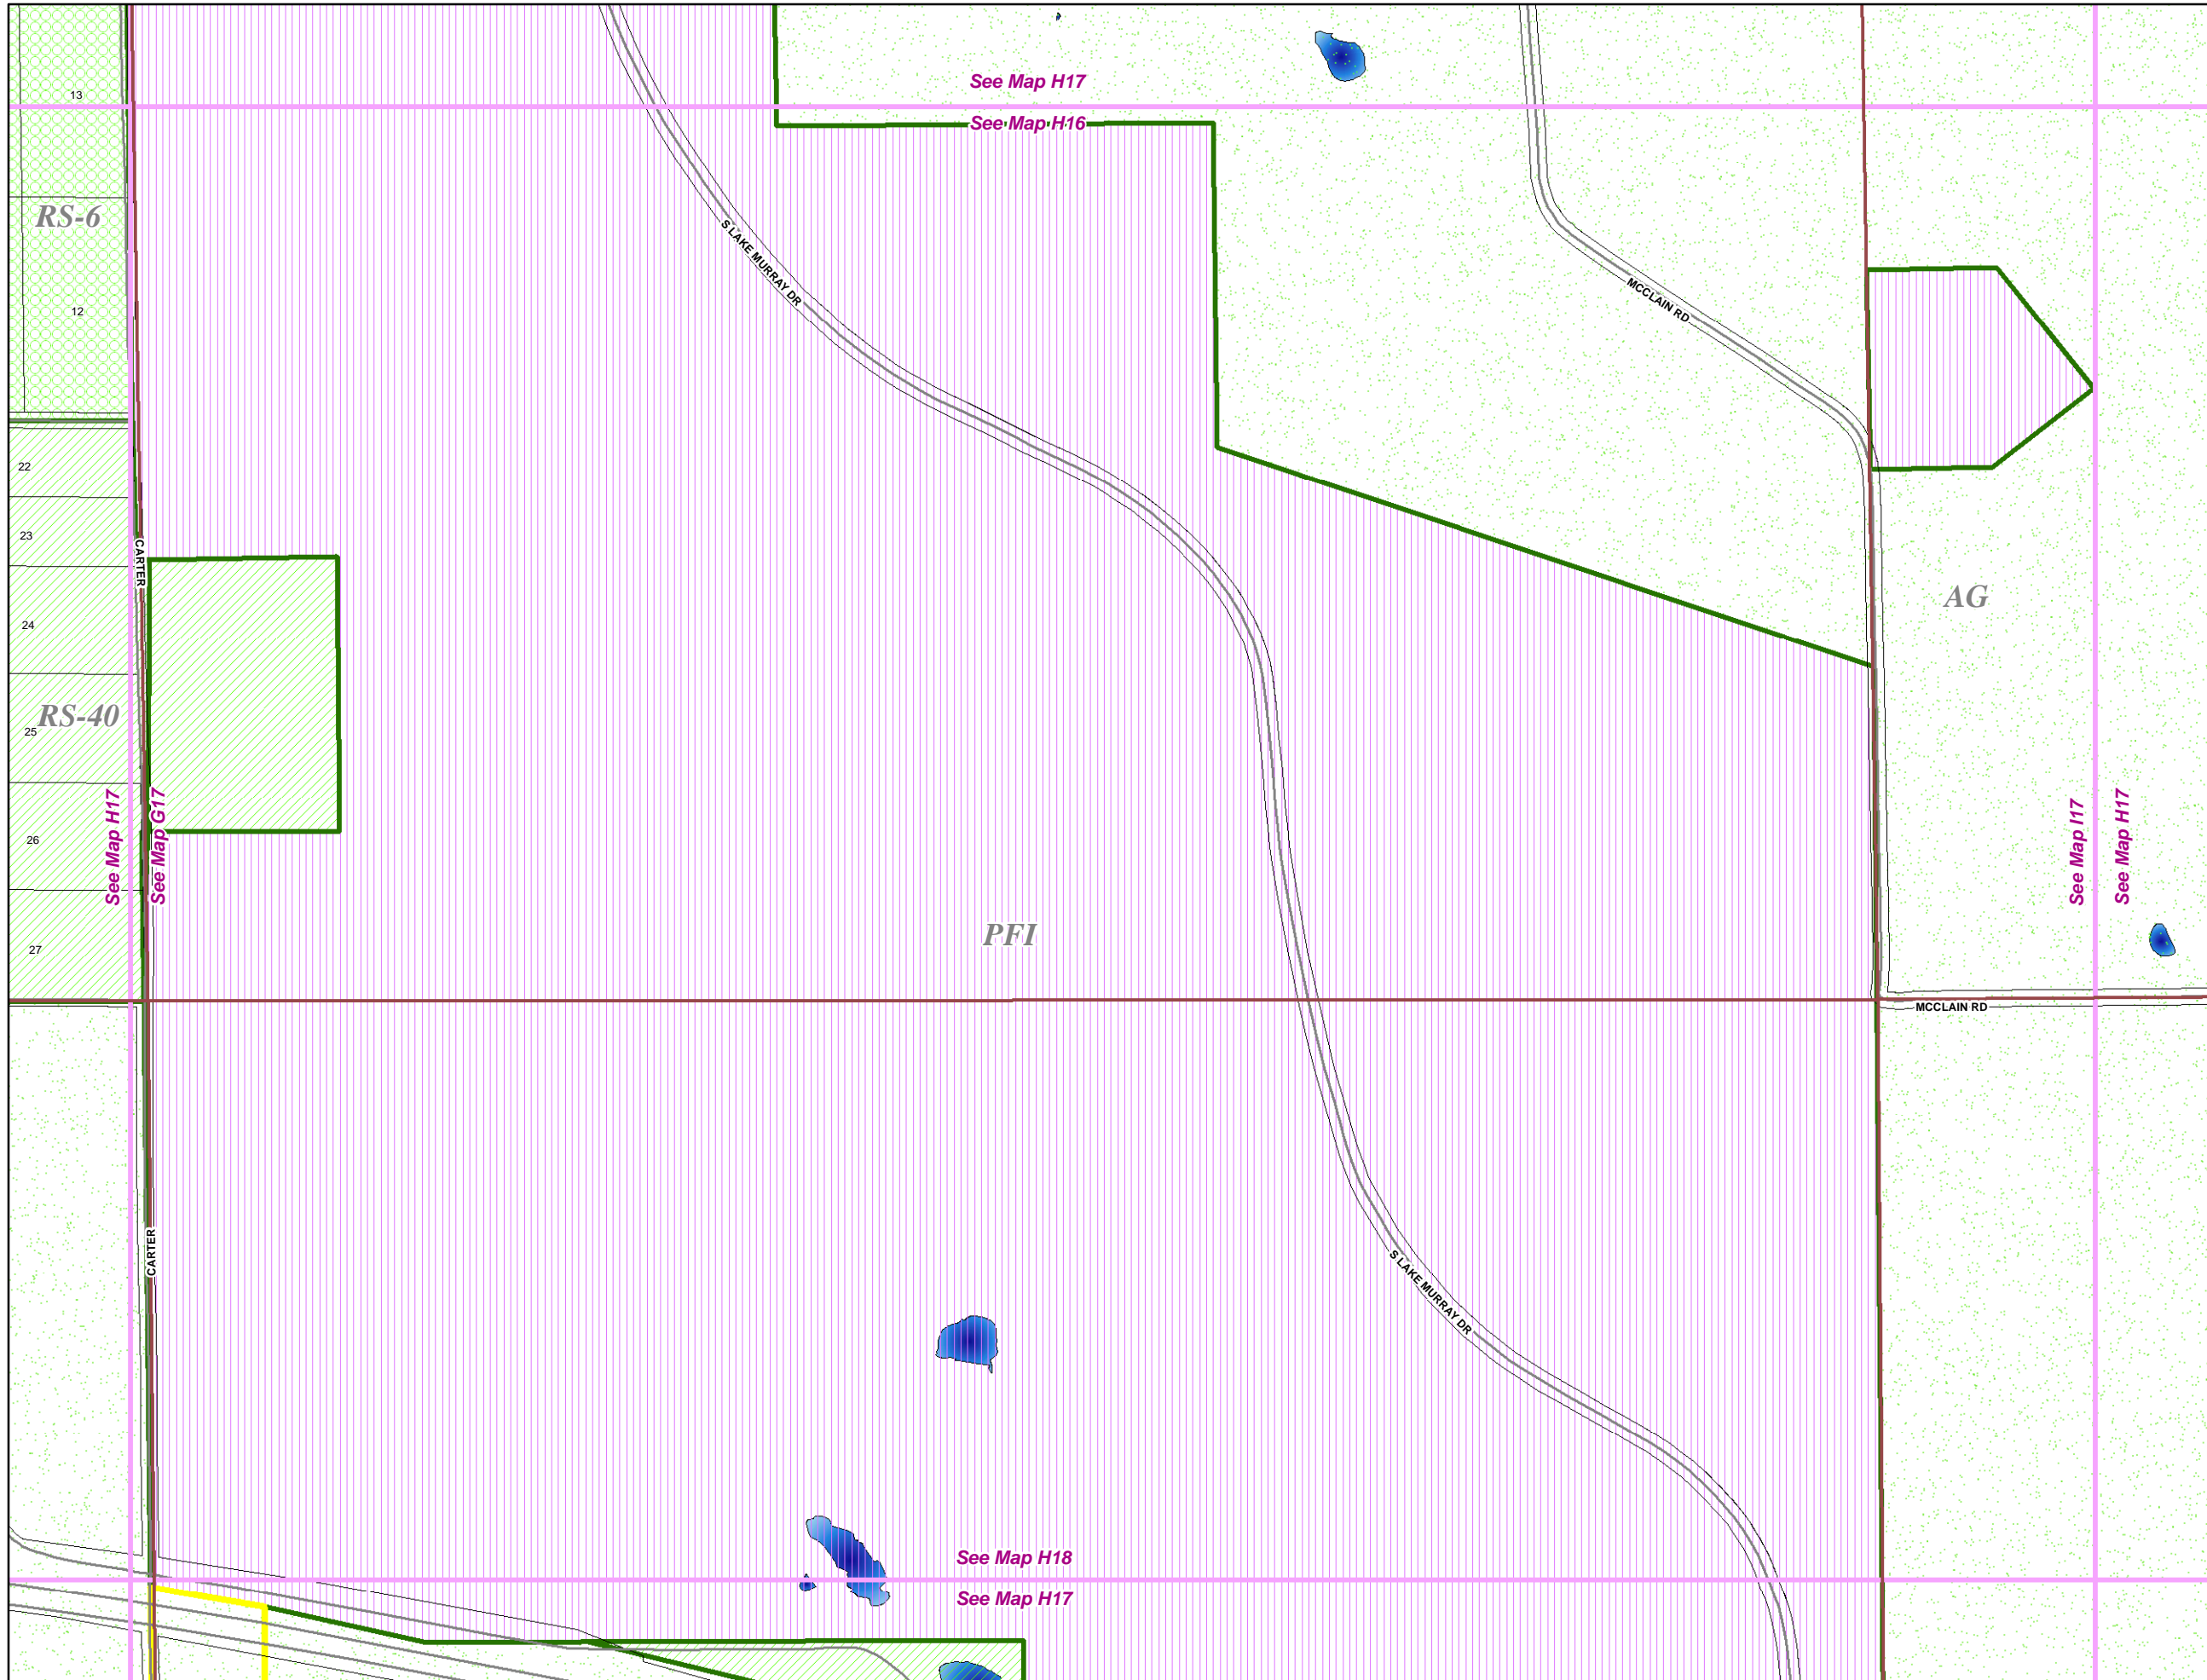 See Map H17
13
See Map H16
RS-6
S LAKE MURRAY DR
MCCLAIN RD
12
22
23
CARTER
24
AG
RS-40
25
See Map H17
See Map G17
26
See Map I17
See Map H17
PFI
27
MCCLAIN RD
CARTER
S LAKE MURRAY DR
See Map H18
See Map H17